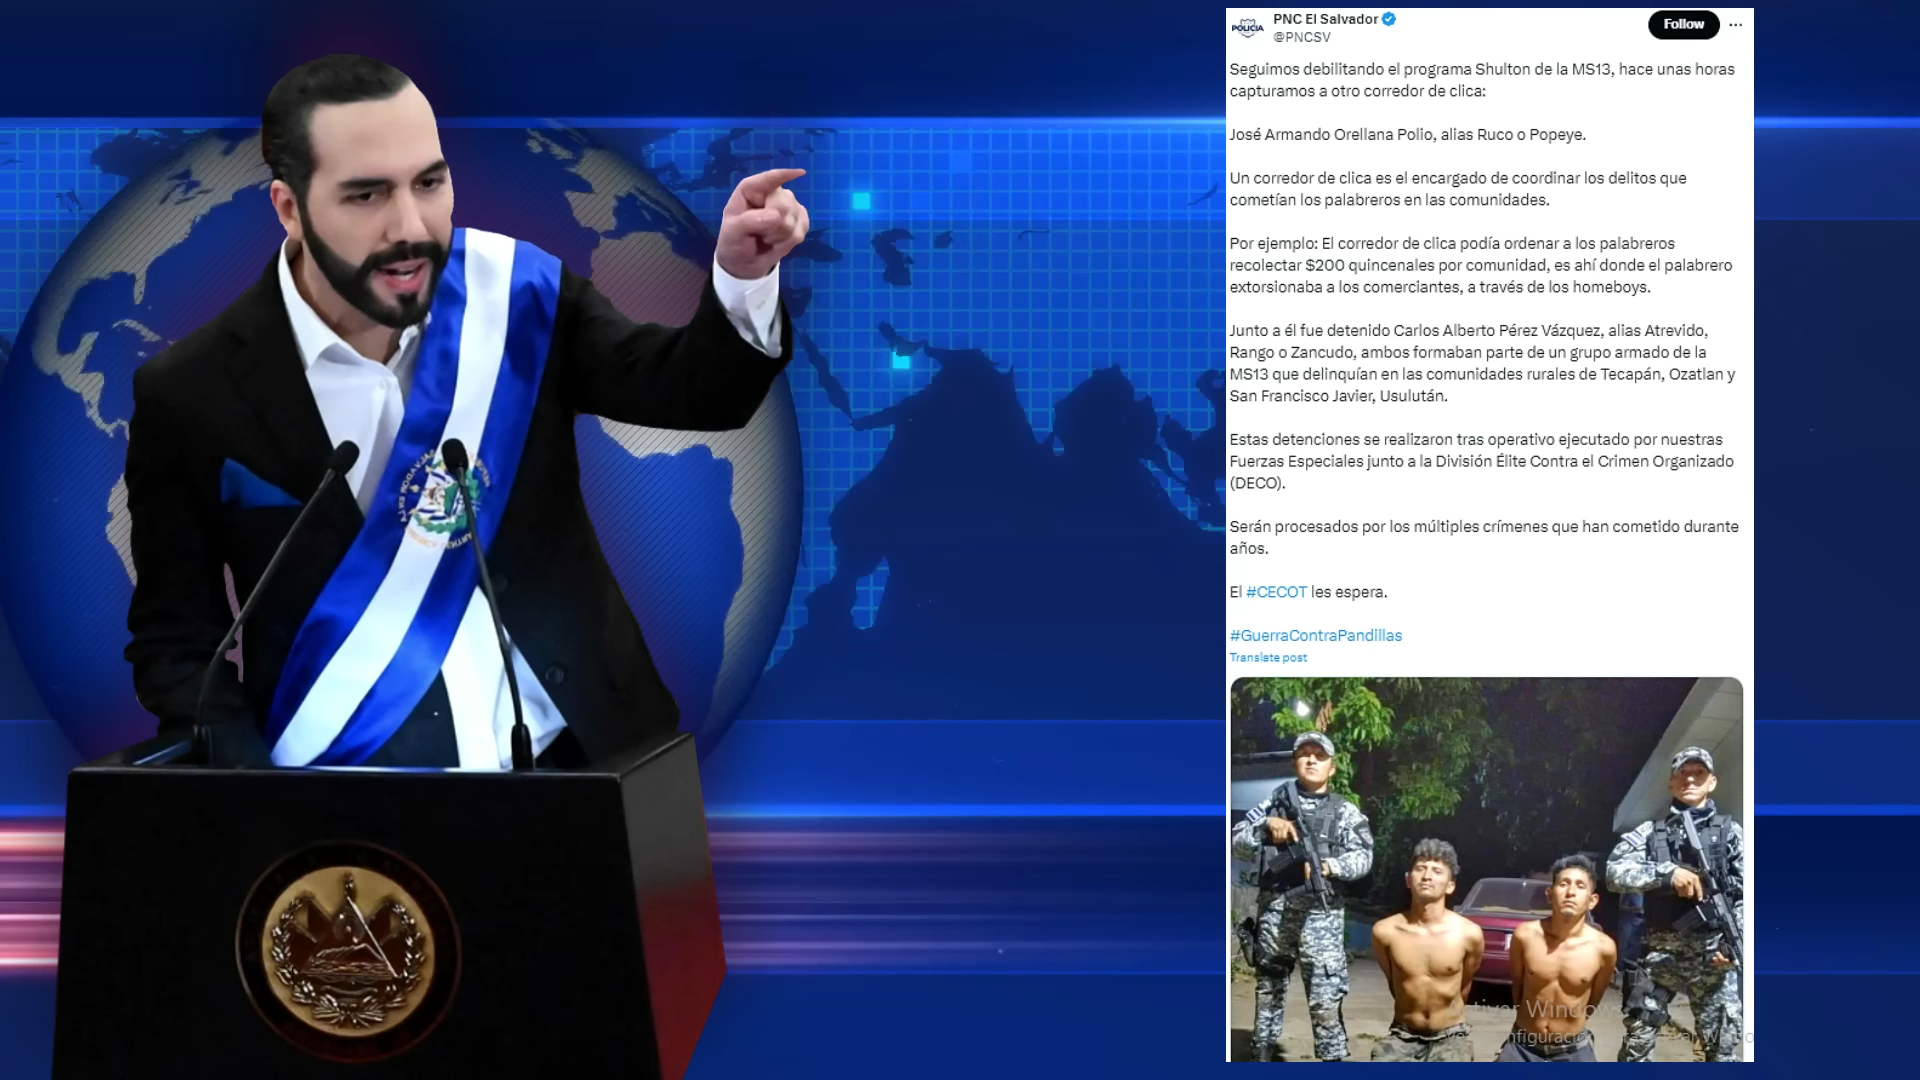 PNC El Salvador
POLICIA
@PNCSV
Follow
Seguimos debilitando el programa Shulton de la MS13, hace unas horas
capturamos a otro corredor de clica:
José Armando Orellana Polio, alias Ruco o Popeye.
Un corredor de clica es el encargado de coordinar los delitos que
cometían los palabreros en las comunidades.
Por ejemplo: El corredor de clica podía ordenar a los palabreros
recolectar $200 quincenales por comunidad, es ahí donde el palabrero
extorsionaba a los comerciantes, a través de los homeboys.
Junto a él fue detenido Carlos Alberto Pérez Vázquez, alias Atrevido,
Rango o Zancudo, ambos formaban parte de un grupo armado de la
MS13 que delinquían en las comunidades rurales de Tecapán, Ozatlan y
San Francisco Javier, Usulután.
Estas detenciones se realizaron tras operativo ejecutado por nuestras
Fuerzas Especiales junto a la División Élite Contra el Crimen Organizado
(DECO).
Serán procesados por los múltiples crímenes que han cometido durante
años.
El #CECOT les espera.
#GuerraContraPandillas
Translate post
Activar Windows